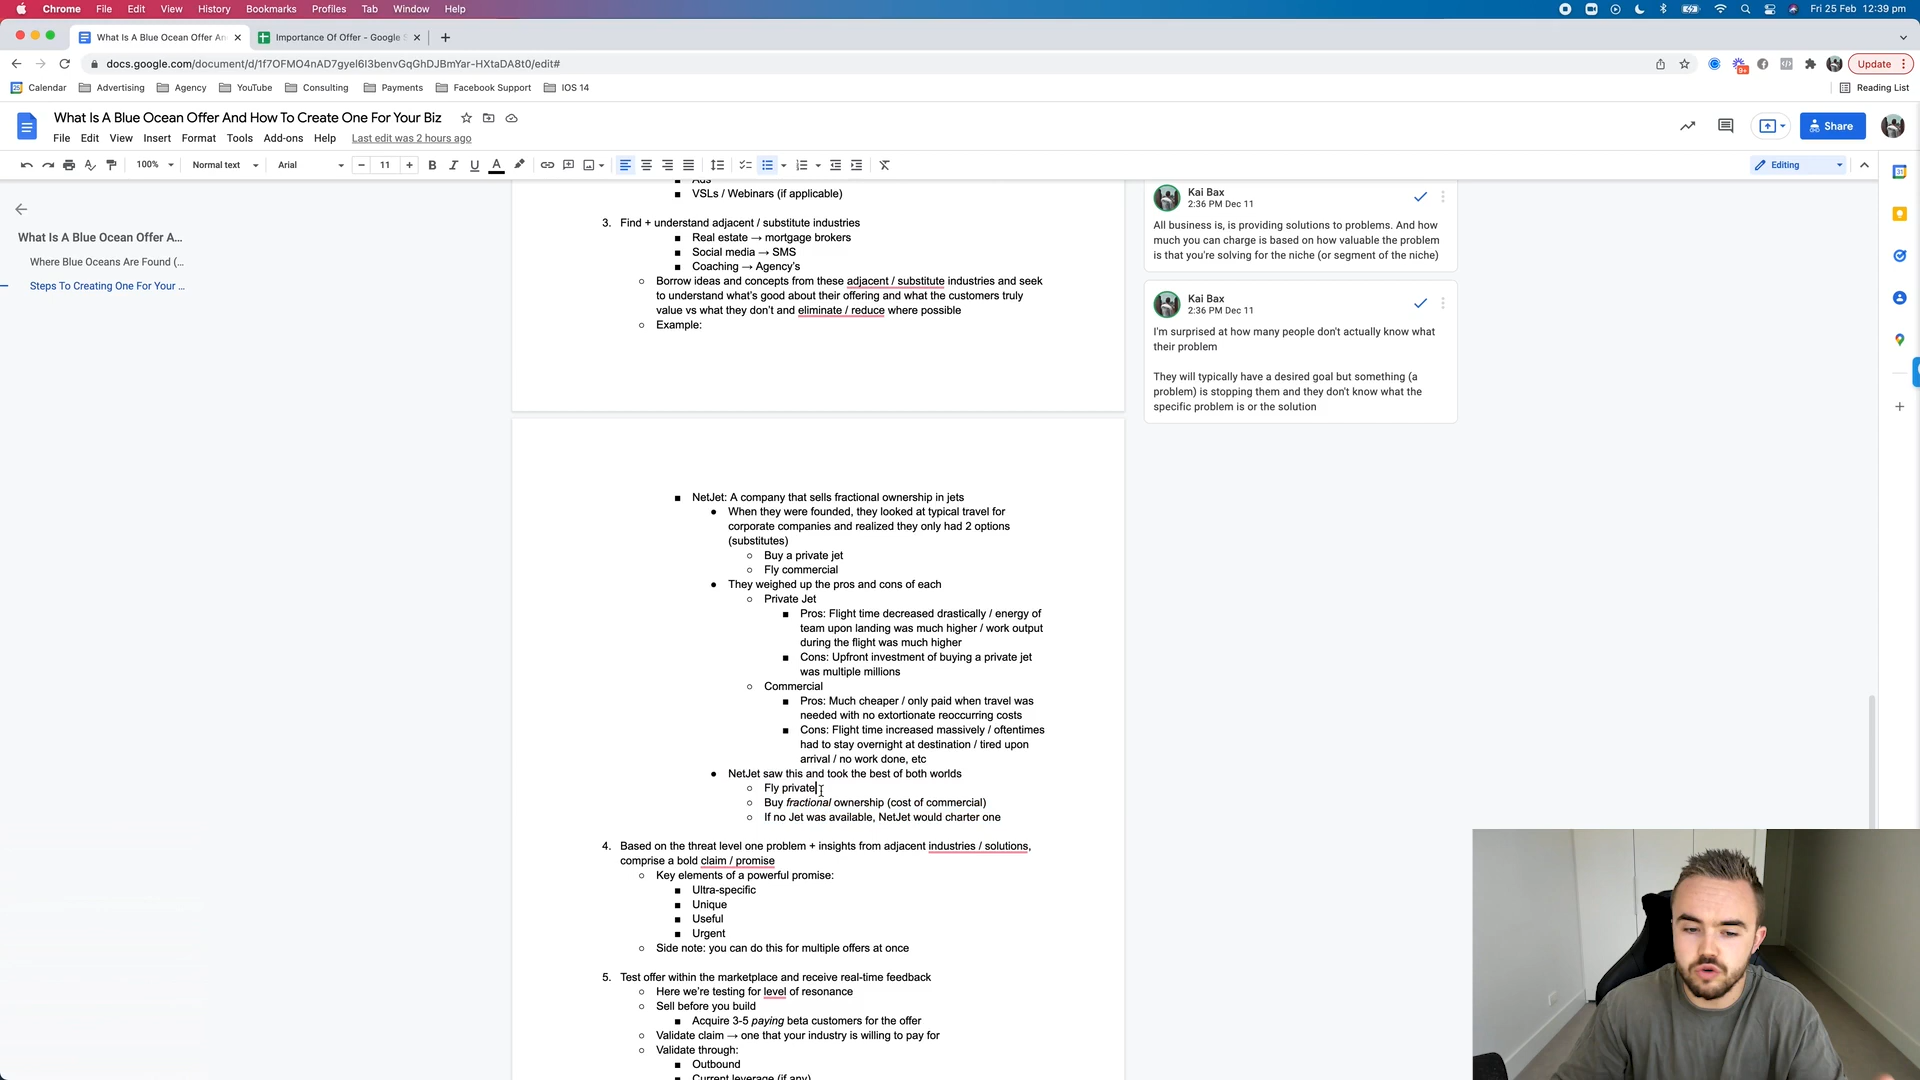 Chrome File Edit View History Bookmarks Profiles Tab Window Help
Fri 25 Feb 12:39 pm
What Is A Blue Ocean Offer An
Importance Of Offer - Google S
docs.google.com/document/d/1f7OFMO4nAD7gyel6I3benvGqGhDJBmYar-HXtaDA8t0/edit#
9+
Update
Calendar Advertising Agency YouTube Consulting Payments Facebook Support IOS 14
Reading List
What Is A Blue Ocean Offer And How To Create One For Your Biz
File Edit View Insert Format Tools Add-ons Help Last edit was 2 hours ago
Share
100% Normal text Arial 11
Editing
What Is A Blue Ocean Offer A...
Where Blue Oceans Are Found (...
Steps To Creating One For Your ...
Ads
VSLs / Webinars (if applicable)
3. Find + understand adjacent / substitute industries
Real estate → mortgage brokers
Social media → SMS
Coaching → Agency's
Borrow ideas and concepts from these adjacent / substitute industries and seek
to understand what's good about their offering and what the customers truly
value vs what they don't and eliminate / reduce where possible
Example:
NetJet: A company that sells fractional ownership in jets
When they were founded, they looked at typical travel for
corporate companies and realized they only had 2 options
(substitutes)
Buy a private jet
Fly commercial
They weighed up the pros and cons of each
Private Jet
Pros: Flight time decreased drastically / energy of
team upon landing was much higher / work output
during the flight was much higher
Cons: Upfront investment of buying a private jet
was multiple millions
Commercial
Pros: Much cheaper / only paid when travel was
needed with no extortionate reoccurring costs
Cons: Flight time increased massively / oftentimes
had to stay overnight at destination / tired upon
arrival / no work done, etc
NetJet saw this and took the best of both worlds
Fly private
Buy fractional ownership (cost of commercial)
If no Jet was available, NetJet would charter one
4. Based on the threat level one problem + insights from adjacent industries / solutions,
comprise a bold claim / promise
Key elements of a powerful promise:
Ultra-specific
Unique
Useful
Urgent
Side note: you can do this for multiple offers at once
5. Test offer within the marketplace and receive real-time feedback
Here we're testing for level of resonance
Sell before you build
Acquire 3-5 paying beta customers for the offer
Validate claim → one that your industry is willing to pay for
Validate through:
Outbound
Current leverage (if any)
Kai Bax
2:36 PM Dec 11
All business is, is providing solutions to problems. And how
much you can charge is based on how valuable the problem
is that you're solving for the niche (or segment of the niche)
Kai Bax
2:36 PM Dec 11
I'm surprised at how many people don't actually know what
their problem
They will typically have a desired goal but something (a
problem) is stopping them and they don't know what the
specific problem is or the solution
31